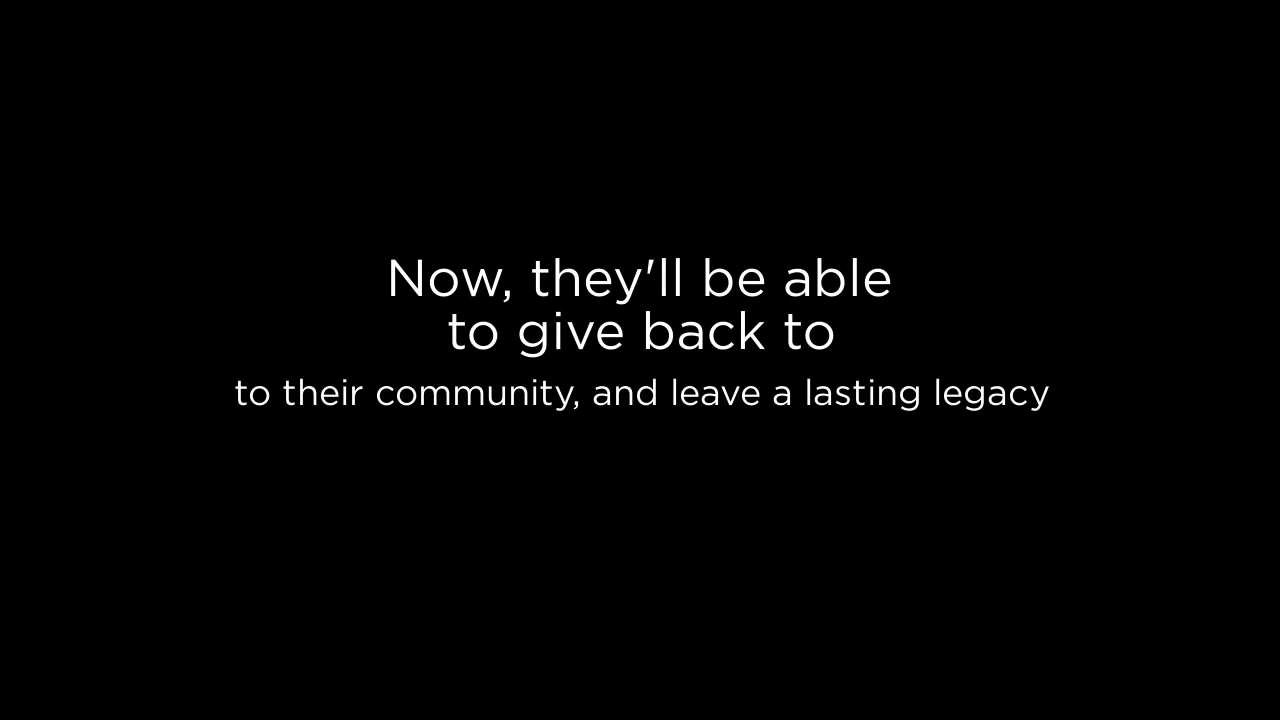 Now, they'll be able
to give back to
to their community, and leave a lasting legacy